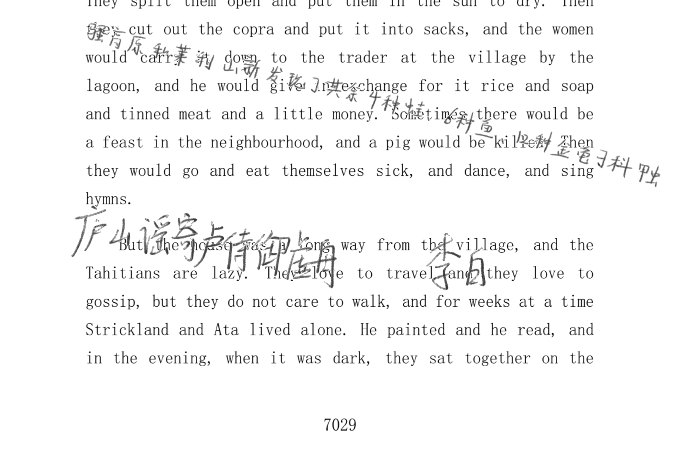 They split them open and put them in the sun to dry. Then
they cut out the copra and put it into sacks, and the women
would carry down to the trader at the village by the
lagoon, and he would give in exchange for it rice and soap
and tinned meat and a little money. Sometimes there would be
a feast in the neighbourhood, and a pig would be killed. Then
they would go and eat themselves sick, and dance, and sing
hymns.
庐山谣寄卢侍御虚舟
李白
But the house was a long way from the village, and the
Tahitians are lazy. They love to travel and they love to
gossip, but they do not care to walk, and for weeks at a time
Strickland and Ata lived alone. He painted and he read, and
in the evening, when it was dark, they sat together on the
7029